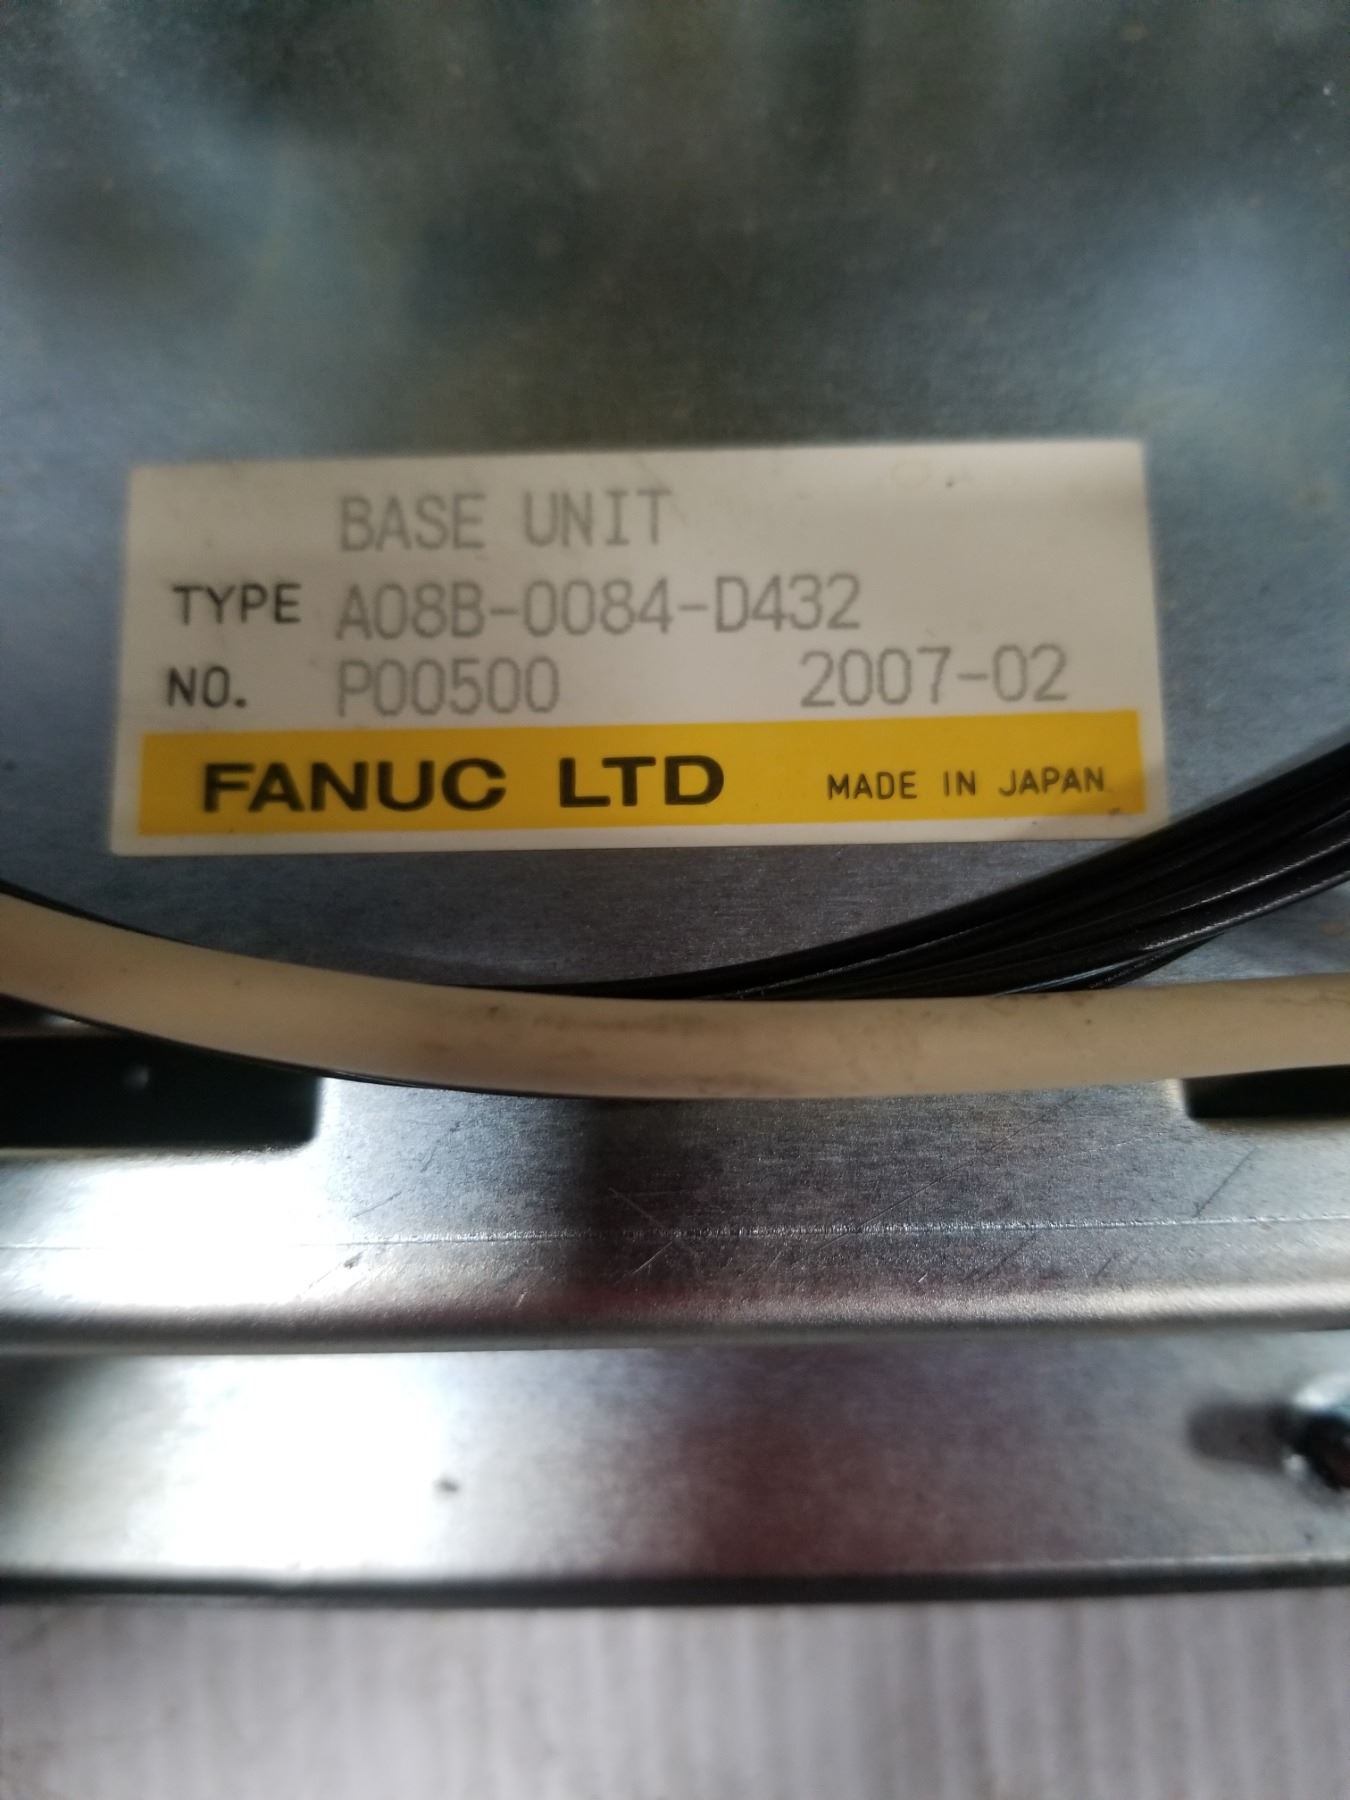 BASE UNIT
TYPE A08B-0084-D432
NO. P00500 2007-02
FANUC LTD MADE IN JAPAN